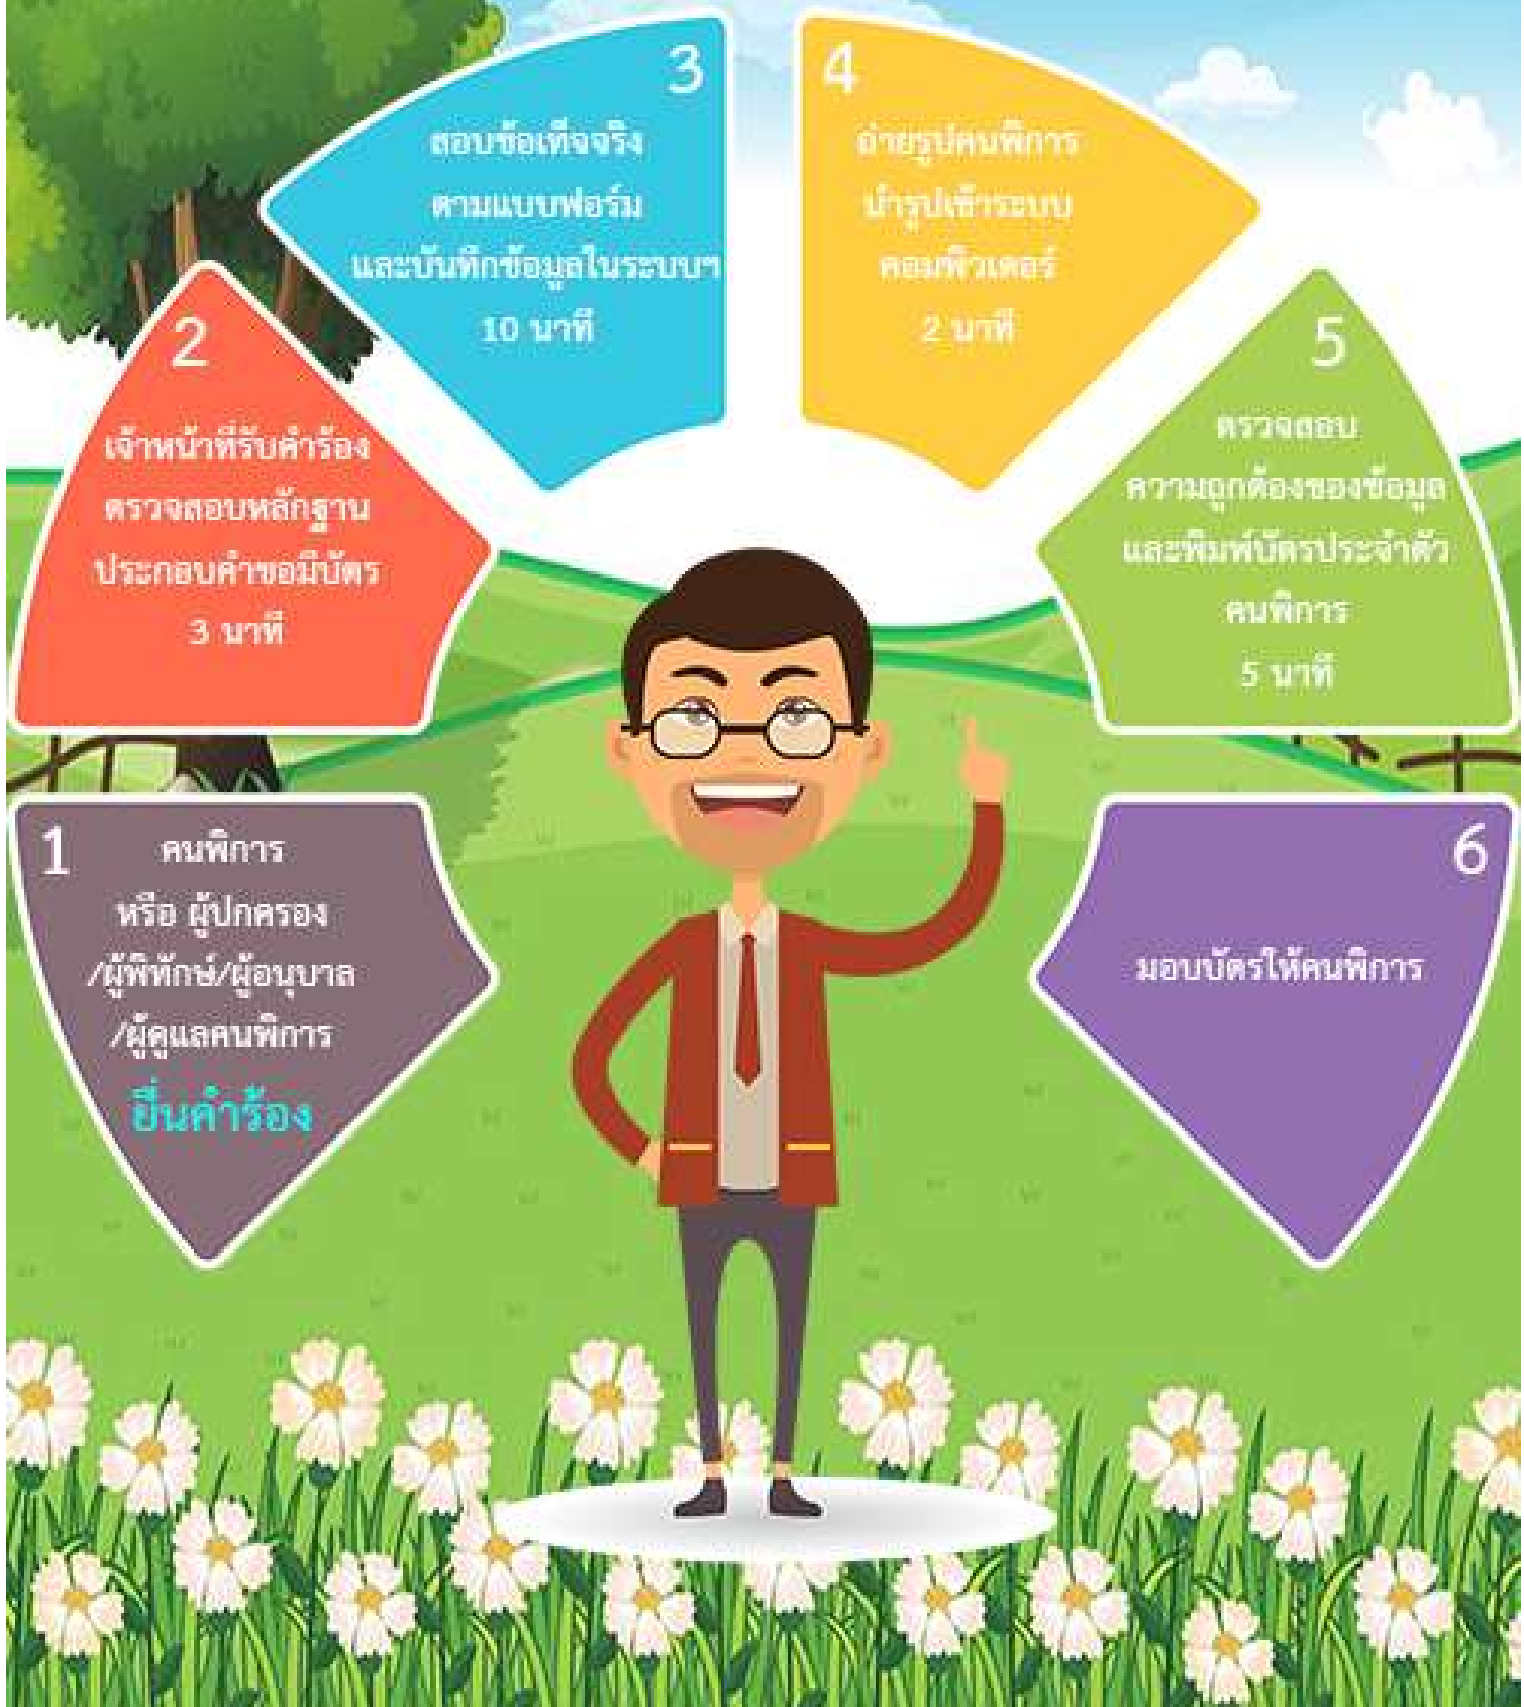 1
คนพิการ
หรือ ผู้ปกครอง
/ผู้พิทักษ์/ผู้อนุบาล
/ผู้ดูแลคนพิการ
ยื่นคำร้อง
2
เจ้าหน้าที่รับคำร้อง
ตรวจสอบหลักฐาน
ประกอบคำขอมีบัตร
3 นาที
3
สอบข้อเท็จจริง
ตามแบบฟอร์ม
และบันทึกข้อมูลในระบบฯ
10 นาที
4
ถ่ายรูปคนพิการ
นำรูปเข้าระบบ
คอมพิวเตอร์
2 นาที
5
ตรวจสอบ
ความถูกต้องของข้อมูล
และพิมพ์บัตรประจำตัว
คนพิการ
5 นาที
6
มอบบัตรให้คนพิการ